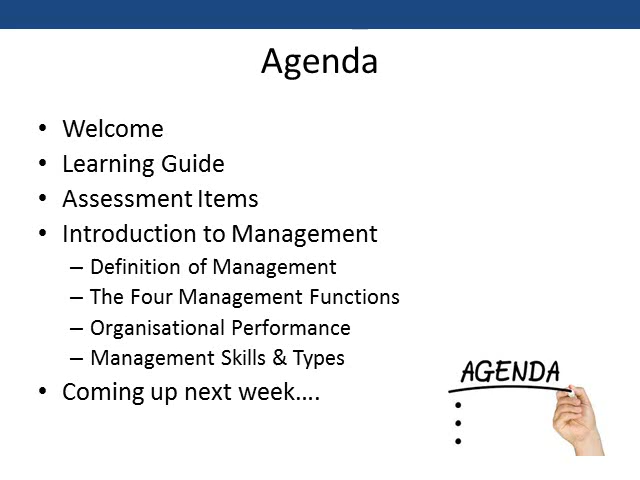 Agenda
• Welcome
• Learning Guide
• Assessment Items
• Introduction to Management
– Definition of Management
– The Four Management Functions
– Organisational Performance
– Management Skills & Types
• Coming up next week....
AGENDA